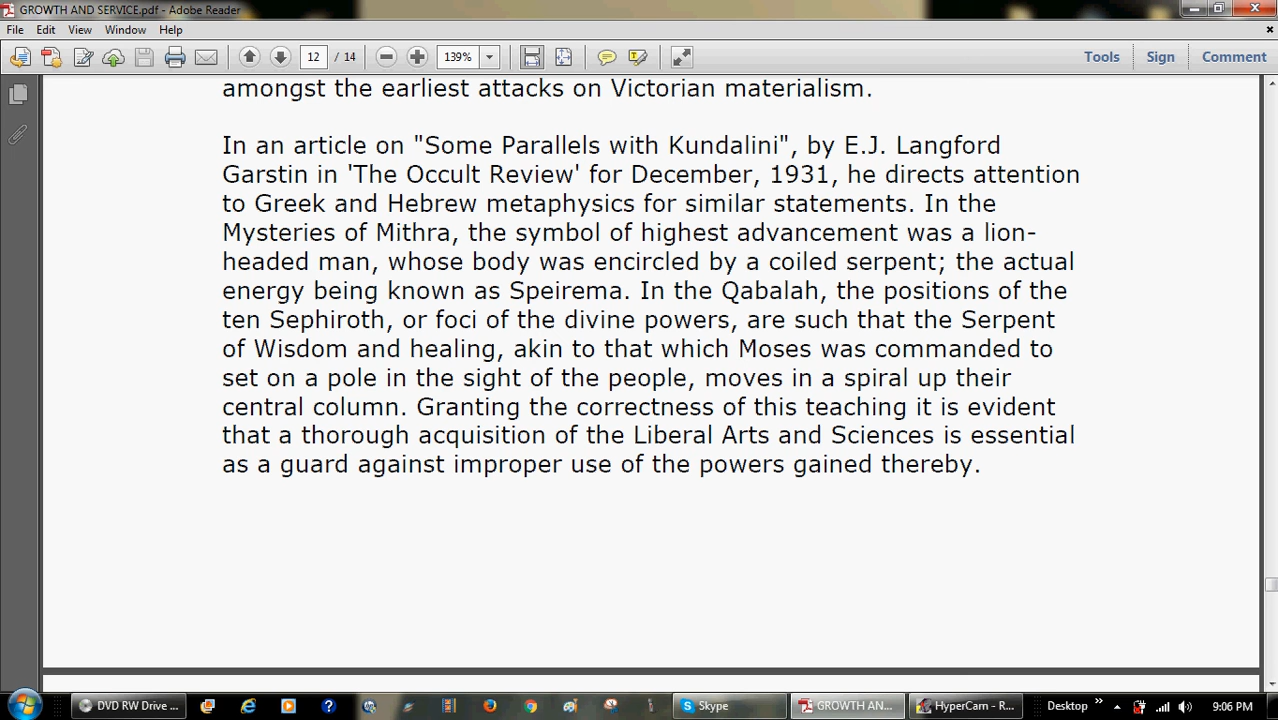 GROWTH AND SERVICE.pdf - Adobe Reader
File Edit View Window Help
12 / 14 139% Tools Sign Comment
amongst the earliest attacks on Victorian materialism.
In an article on "Some Parallels with Kundalini", by E.J. Langford
Garstin in 'The Occult Review' for December, 1931, he directs attention
to Greek and Hebrew metaphysics for similar statements. In the
Mysteries of Mithra, the symbol of highest advancement was a lion-
headed man, whose body was encircled by a coiled serpent; the actual
energy being known as Speirema. In the Qabalah, the positions of the
ten Sephiroth, or foci of the divine powers, are such that the Serpent
of Wisdom and healing, akin to that which Moses was commanded to
set on a pole in the sight of the people, moves in a spiral up their
central column. Granting the correctness of this teaching it is evident
that a thorough acquisition of the Liberal Arts and Sciences is essential
as a guard against improper use of the powers gained thereby.
DVD RW Drive ... Skype GROWTH AN... HyperCam - R... Desktop 9:06 PM